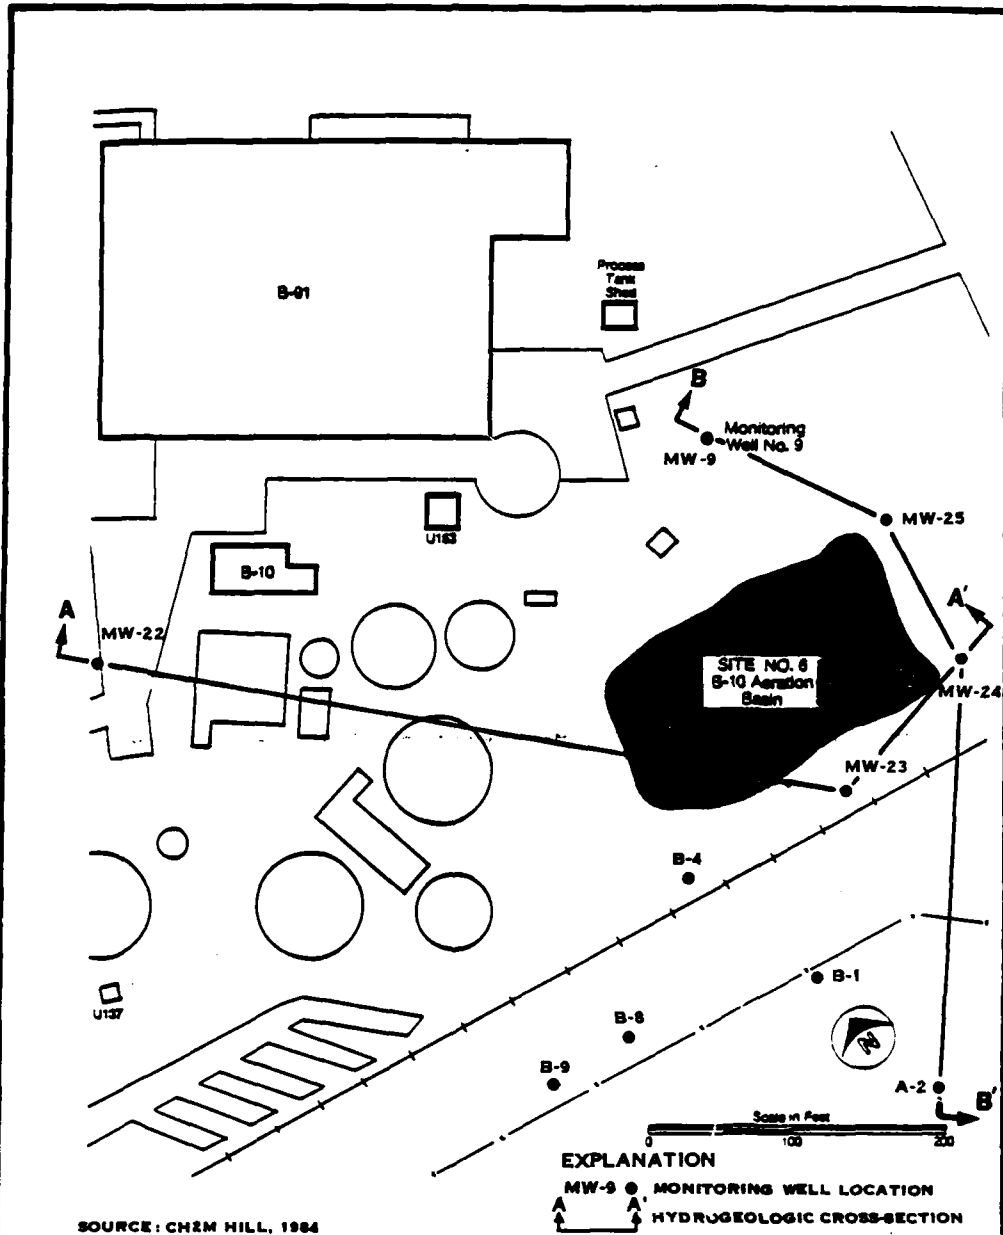 B-91
Process
Tank
Shed
B
Monitoring
Well No. 9
MW-9
MW-25
U153
B-10
A
MW-22
A'
SITE NO. 6
B-10 Aeration
Basin
MW-24
MW-23
B-4
B-1
B-8
B-9
N
U137
A-2
B'
Scale in Feet
0 100 200
EXPLANATION
MW-9 MONITORING WELL LOCATION
A A' HYDROGEOLOGIC CROSS-SECTION
SOURCE: CH2M HILL, 1984